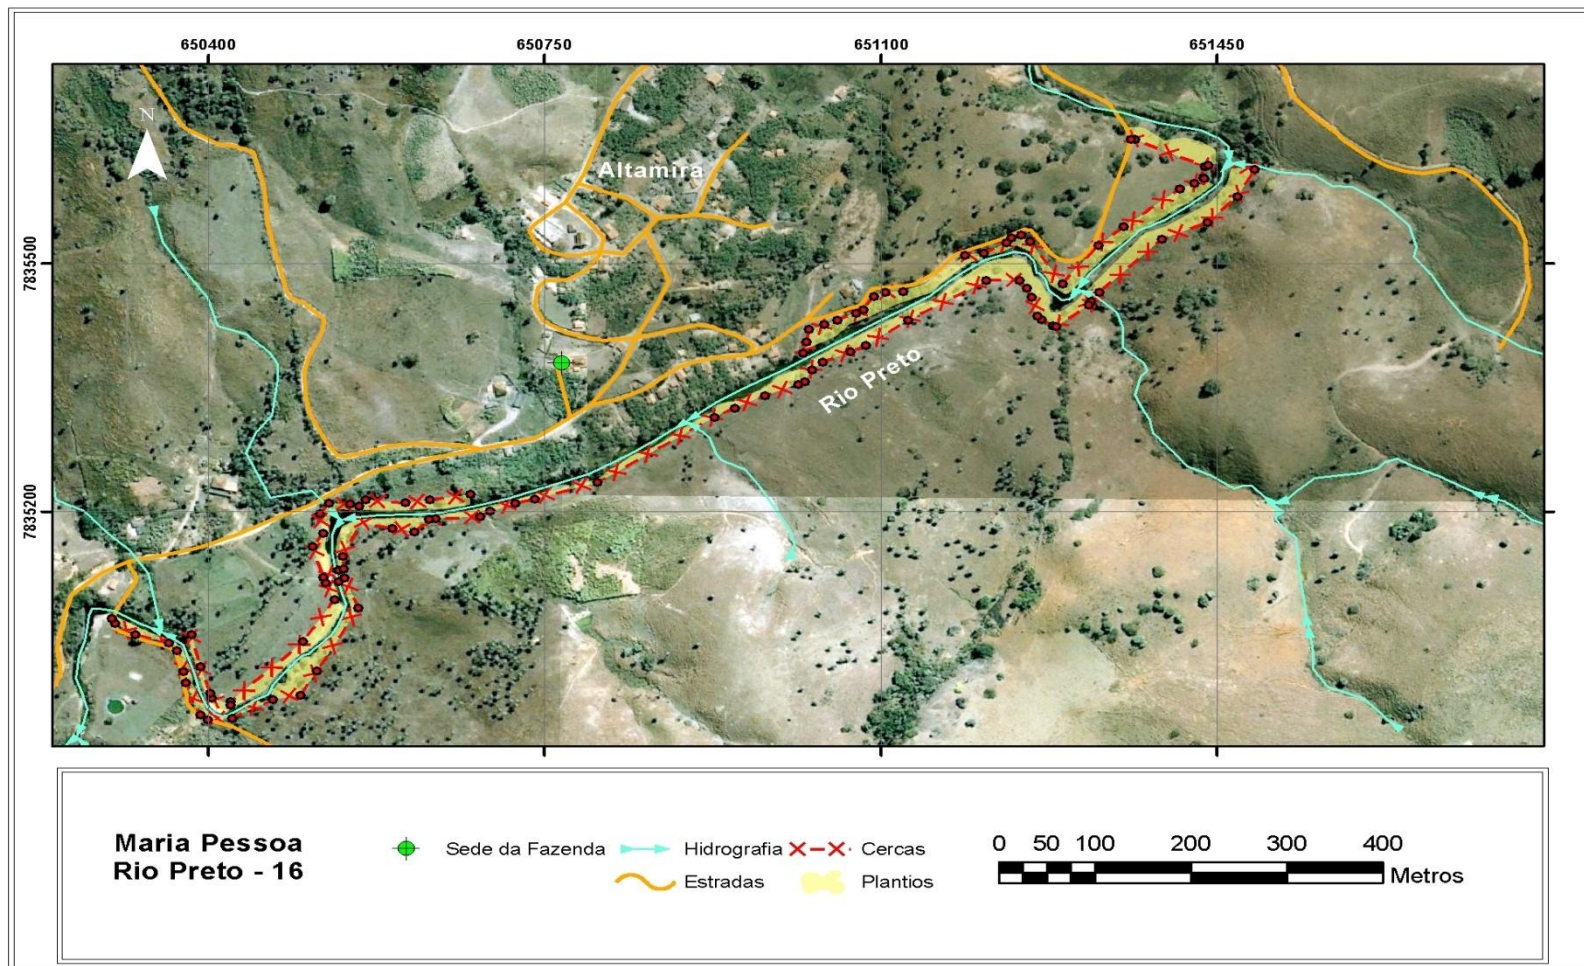 650400 650750 651100 651450
N
Altamira
7835500
Rio Preto
7835200
Maria Pessoa
Rio Preto - 16
Sede da Fazenda
Hidrografia
Cercas
Estradas
Plantios
0 50 100 200 300 400
Metros